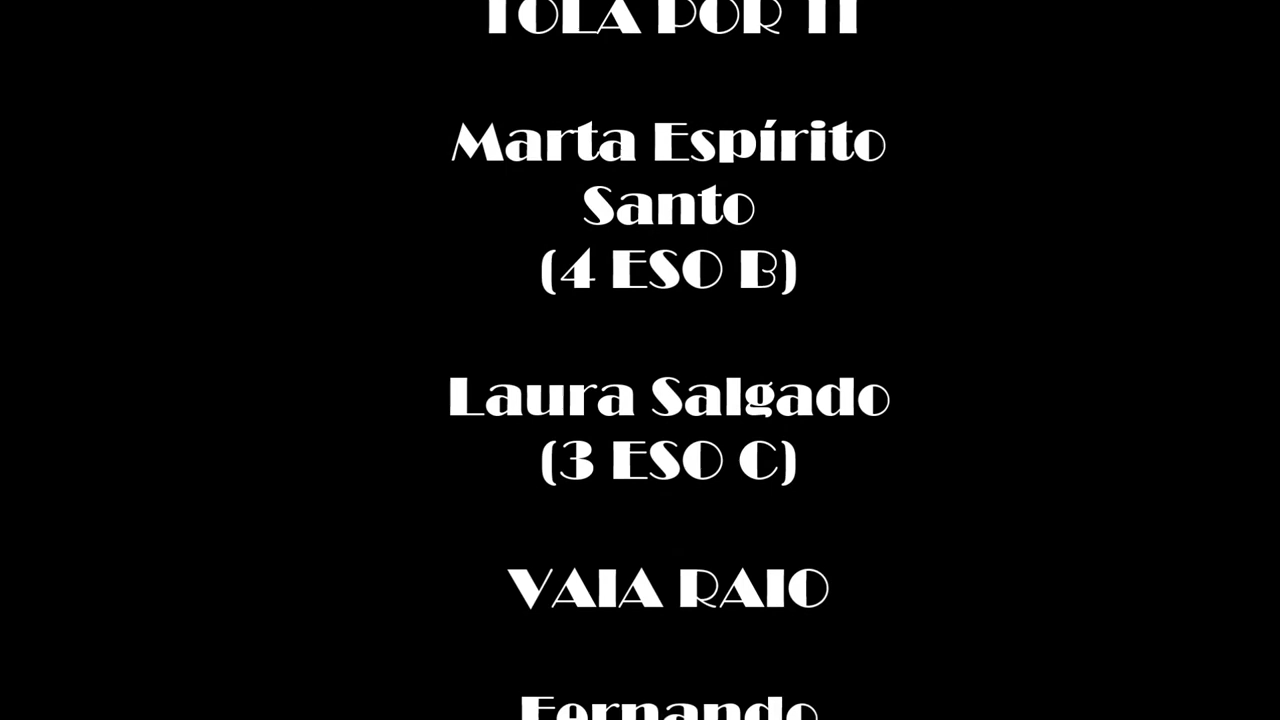 TOLA POR TI
Marta Espírito
Santo
(4 ESO B)
Laura Salgado
(3 ESO C)
VAIA RAIO
Fernando